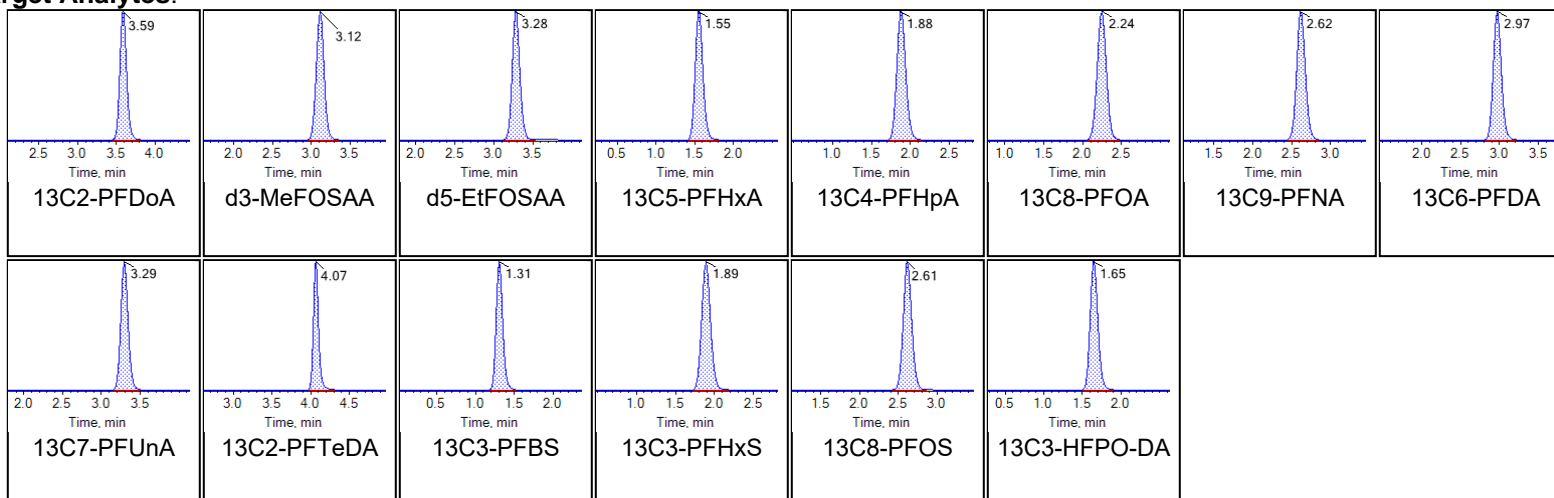 rget Analytes:
3.59 3.12 3.28 1.55 1.88 2.24 2.62 2.97
2.5 3.0 3.5 4.0 2.0 2.5 3.0 3.5 2.0 2.5 3.0 3.5 0.5 1.0 1.5 2.0 1.0 1.5 2.0 2.5 1.0 1.5 2.0 2.5 1.5 2.0 2.5 3.0 2.0 2.5 3.0 3.5
Time, min Time, min Time, min Time, min Time, min Time, min Time, min Time, min
13C2-PFDoA d3-MeFOSAA d5-EtFOSAA 13C5-PFHxA 13C4-PFHpA 13C8-PFOA 13C9-PFNA 13C6-PFDA
3.29 4.07 1.31 1.89 2.61 1.65
2.0 2.5 3.0 3.5 3.0 3.5 4.0 4.5 0.5 1.0 1.5 2.0 1.0 1.5 2.0 2.5 1.5 2.0 2.5 3.0 0.5 1.0 1.5 2.0
Time, min Time, min Time, min Time, min Time, min Time, min
13C7-PFUnA 13C2-PFTeDA 13C3-PFBS 13C3-PFHxS 13C8-PFOS 13C3-HFPO-DA